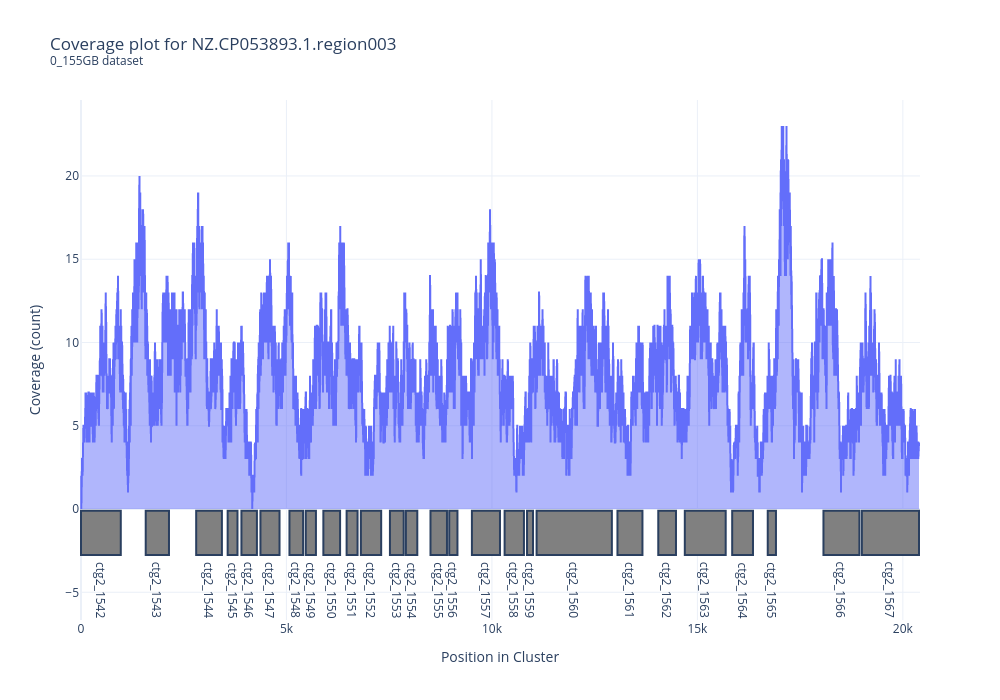 Coverage plot for NZ.CP053893.1.region003
0_155GB dataset
Coverage (count)
20
15
10
5
0
−5
ctg2_1542
ctg2_1543
ctg2_1544
ctg2_1545
ctg2_1546
ctg2_1547
ctg2_1548
ctg2_1549
ctg2_1550
ctg2_1551
ctg2_1552
ctg2_1553
ctg2_1554
ctg2_1555
ctg2_1556
ctg2_1557
ctg2_1558
ctg2_1559
ctg2_1560
ctg2_1561
ctg2_1562
ctg2_1563
ctg2_1564
ctg2_1565
ctg2_1566
ctg2_1567
0
5k
10k
15k
20k
Position in Cluster